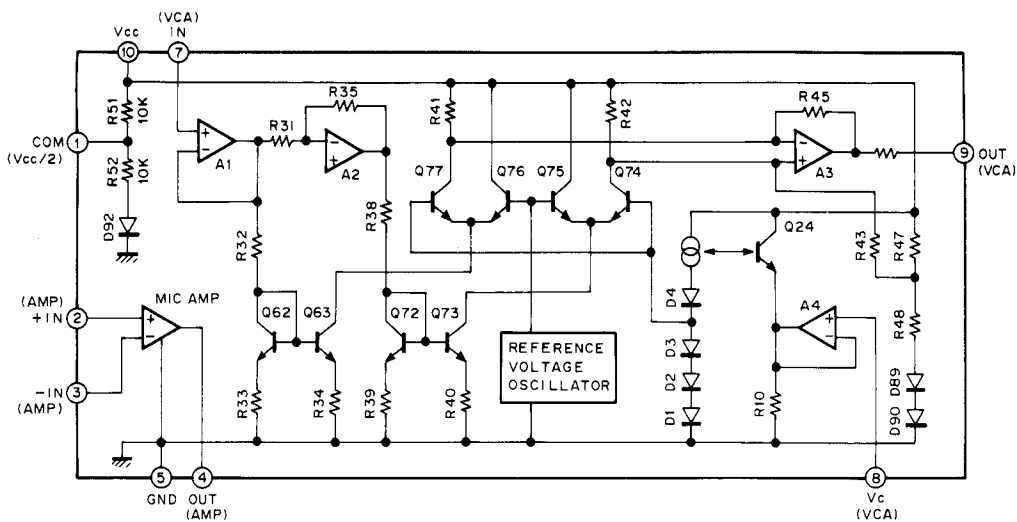 (VCA)
Vcc IN
10 7
R51
10K
COM 1
(Vcc/2)
R52
10K
D92
A1
R31
R35
A2
R41
R42
R45
A3
9 OUT
(VCA)
Q77 Q76 Q75 Q74
R32
R38
Q24
R43
R47
(AMP)
+IN 2
MIC AMP
-IN 3
(AMP)
Q62 Q63 Q72 Q73
D4
D3
D2
D1
A4
R48
REFERENCE
VOLTAGE
OSCILLATOR
R33
R34
R39
R40
R10
D89
D90
5 4 8
GND OUT Vc
(AMP) (VCA)